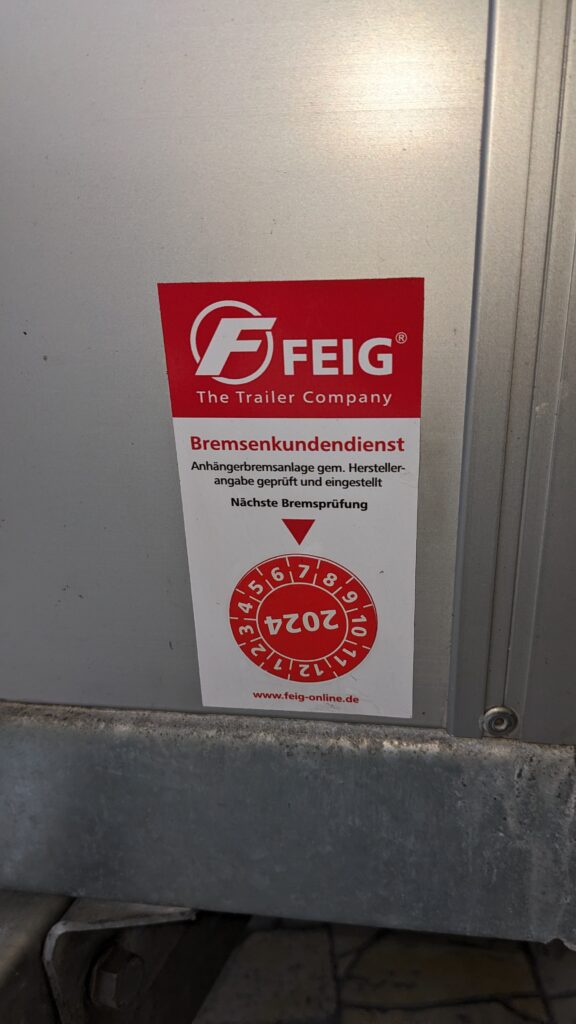 F FEIG®
The Trailer Company
Bremsenkundendienst
Anhängerbremsanlage gem. Hersteller-
angabe geprüft und eingestellt
Nächste Bremsprüfung
1 2 3 4 5 6 7 8 9 10 11 12
2024
www.feig-online.de